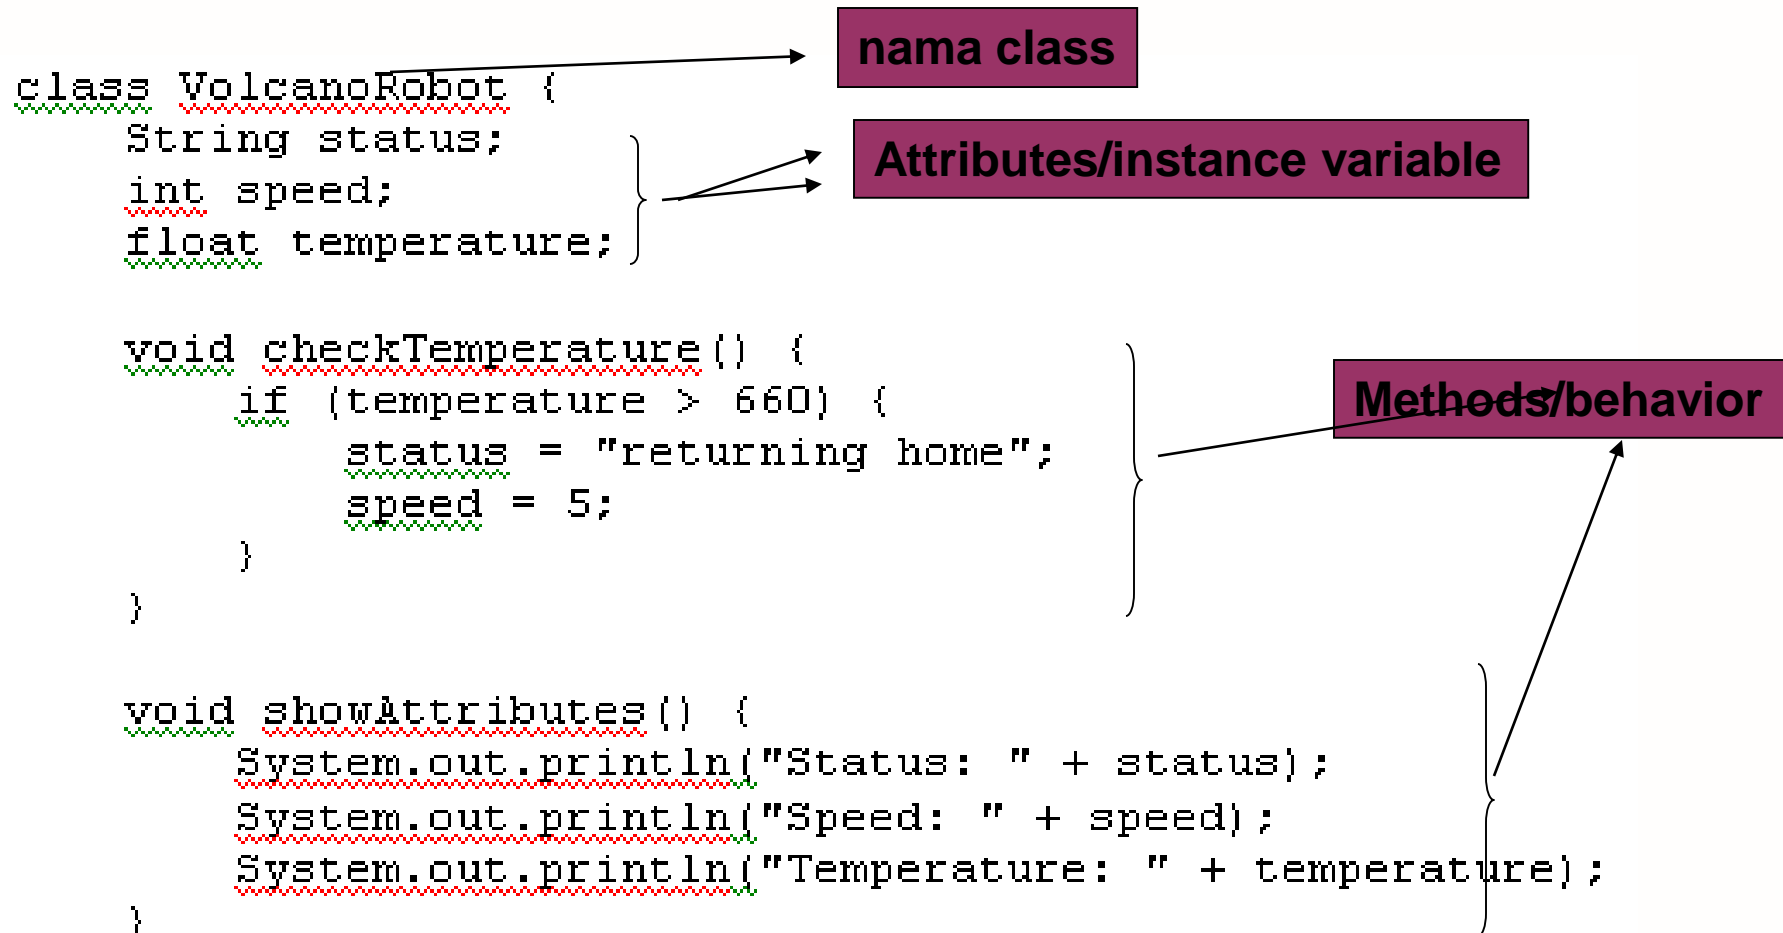 nama class
class VolcanoRobot {
String status;
Attributes/instance variable
int speed;
float temperature;
void checkTemperature() {
if (temperature > 660) {
Methods/behavior
status = "returning home";
speed = 5;
}
}
void showAttributes() {
System.out.println("Status: " + status);
System.out.println("Speed: " + speed);
System.out.println("Temperature: " + temperature);
}